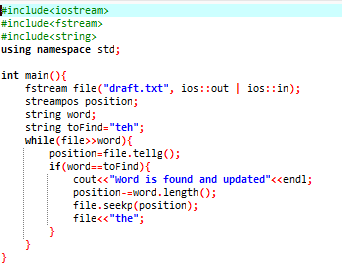 #include<iostream>
#include<fstream>
#include<string>
using namespace std;
int main(){
fstream file("draft.txt", ios::out | ios::in);
streampos position;
string word;
string toFind="teh";
while(file>>word){
position=file.tellg();
if(word==toFind){
cout<<"Word is found and updated"<<endl;
position-=word.length();
file.seekp(position);
file<<"the";
}
}
}